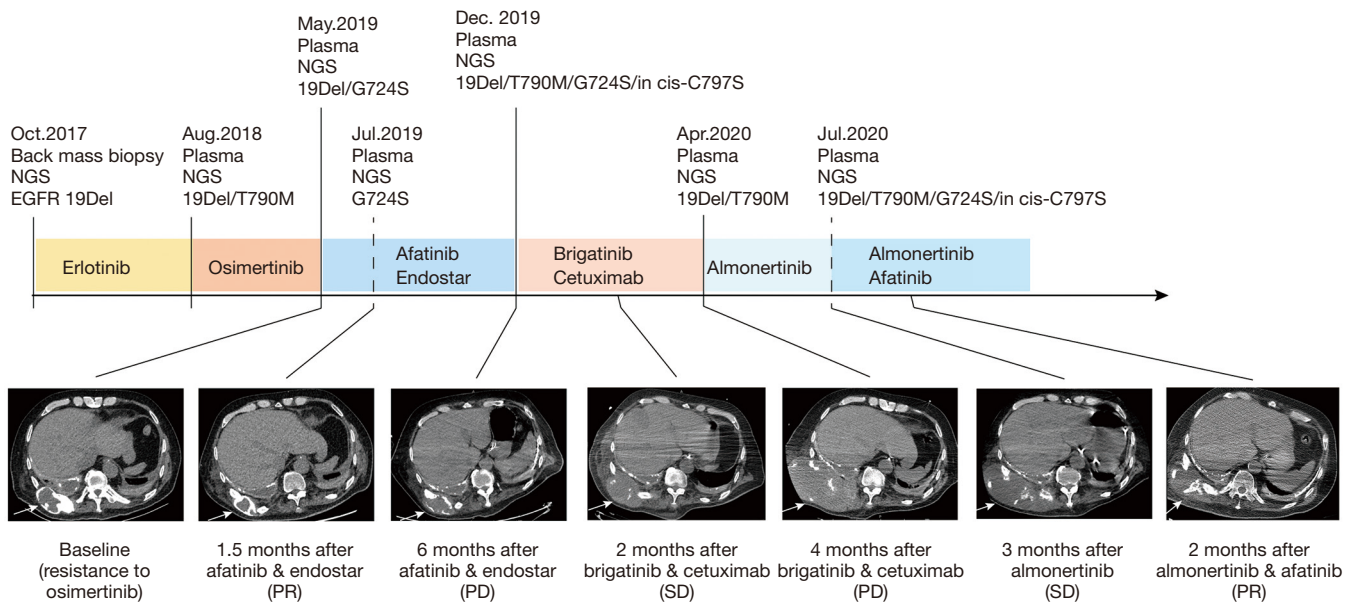 May.2019
Plasma
NGS
19Del/G724S
Dec. 2019
Plasma
NGS
19Del/T790M/G724S/in cis-C797S
Oct.2017
Back mass biopsy
NGS
EGFR 19Del
Aug.2018
Plasma
NGS
19Del/T790M
Jul.2019
Plasma
NGS
G724S
Apr.2020
Plasma
NGS
19Del/T790M
Jul.2020
Plasma
NGS
19Del/T790M/G724S/in cis-C797S
Erlotinib
Osimertinib
Afatinib
Endostar
Brigatinib
Cetuximab
Almonertinib
Almonertinib
Afatinib
Baseline
(resistance to
osimertinib)
1.5 months after
afatinib & endostar
(PR)
6 months after
afatinib & endostar
(PD)
2 months after
brigatinib & cetuximab
(SD)
4 months after
brigatinib & cetuximab
(PD)
3 months after
almonertinib
(SD)
2 months after
almonertinib & afatinib
(PR)